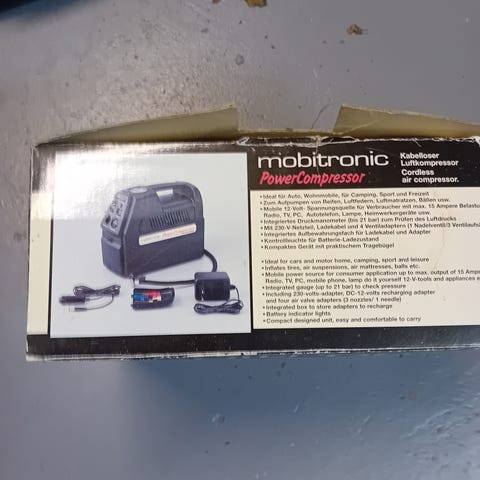 mobitronic
PowerCompressor
Kabelloser
Luftkompressor
Cordless
air compressor.
• Ideal für Auto, Wohnmobile, für Camping, Sport und Freizeit
• Zum Aufpumpen von Reifen, Luftfedern, Luftmatratzen, Bällen usw.
• Mobile 12-Volt- Spannungsquelle für Verbraucher mit max. 15 Ampere
Radio, TV, PC, Autotelefon, Lampe, Heimwerkergeräte usw.
• Integriertes Druckmanometer (bis 21 bar) zum Prüfen des Luftdrucks
• Mit 230-V-Netzteil, Ladekabel und 4 Ventiladaptern (1 Nadelventil/3
• Integriertes Aufbewahrungsfach für Ladekabel und Adapter
• Kontrolleuchte für Batterie-Ladezustand
• Kompaktes Gerät mit praktischem Tragebügel
• Ideal for cars and motor home, camping, sport and leisure
• Inflates tires, air suspensions, air mattresses, balls etc.
• Mobile power source for consumer application up to max. output of 15
Radio, TV, PC, mobile phone, lamp do it yourself 12-V-tools and appliances
• Integrated gauge (up to 21 bar) to check pressure
• Including 230-volts-adapter, DC-12-volts recharging adapter
and four air valve adapters (3 nozzles/ 1 needle)
• Integrated box to store adapters to recharge
• Battery indicator lights
• Compact designed unit, easy and comfortable to carry